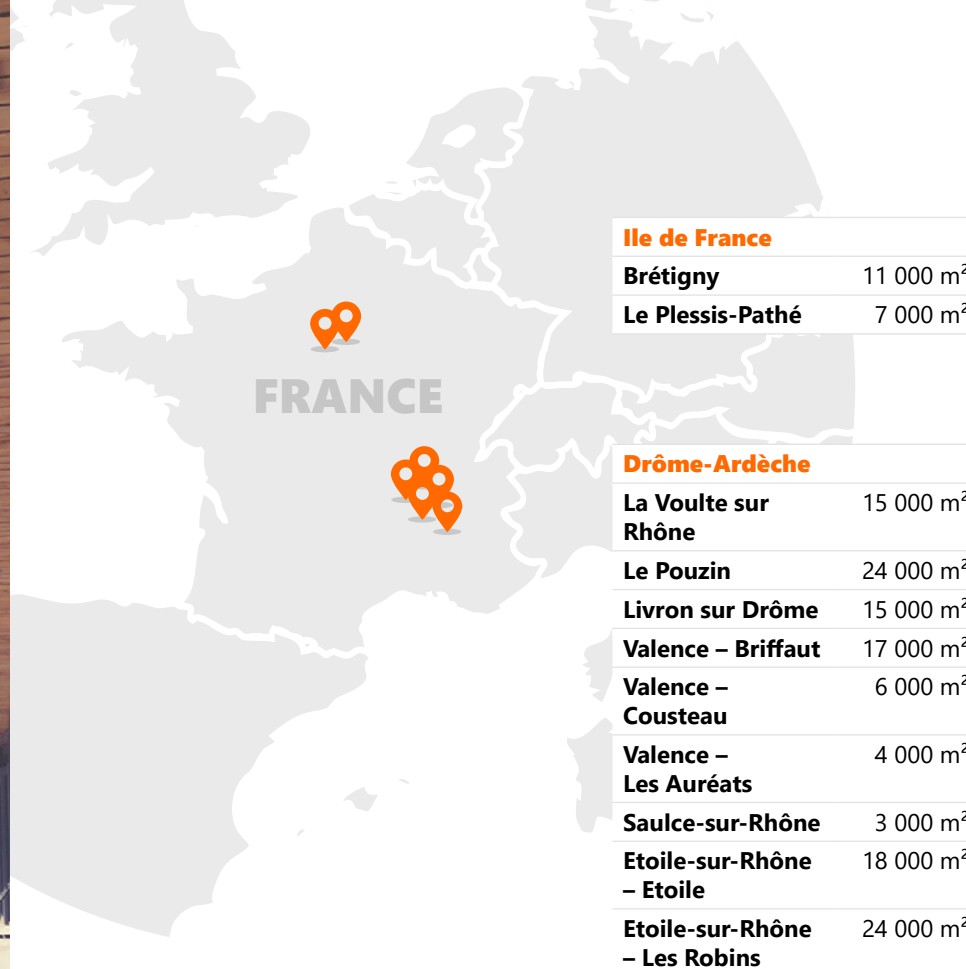 FRANCE
Ile de France
Brétigny 11 000 m²
Le Plessis-Pathé 7 000 m²
Drôme-Ardèche
La Voulte sur 15 000 m²
Rhône
Le Pouzin 24 000 m²
Livron sur Drôme 15 000 m²
Valence – Briffaut 17 000 m²
Valence – 6 000 m²
Cousteau
Valence – 4 000 m²
Les Auréats
Saulce-sur-Rhône 3 000 m²
Etoile-sur-Rhône 18 000 m²
– Etoile
Etoile-sur-Rhône 24 000 m²
– Les Robins